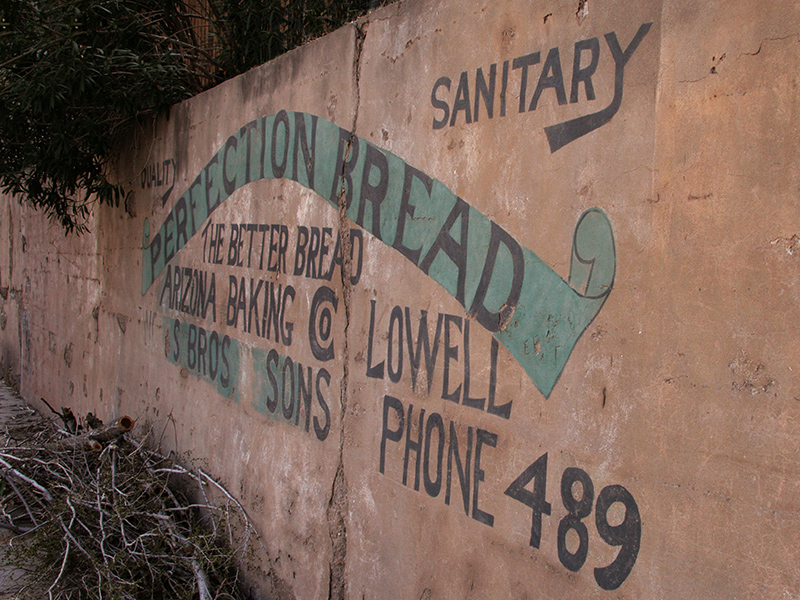 QUALITY
SANITARY
PERFECTION BREAD
THE BETTER BREAD
ARIZONA BAKING CO
LOWELL
S BROS SONS
PHONE 489